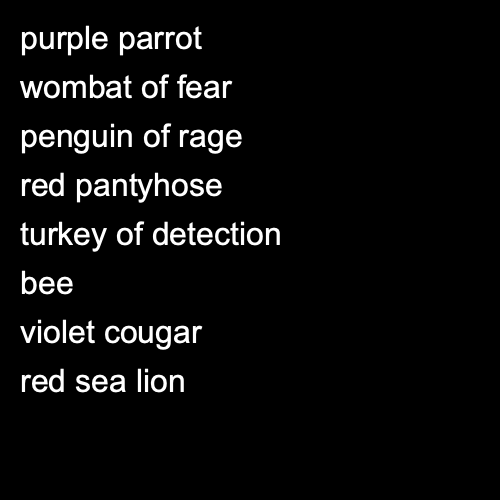 purple parrot
wombat of fear
penguin of rage
red pantyhose
turkey of detection
bee
violet cougar
red sea lion